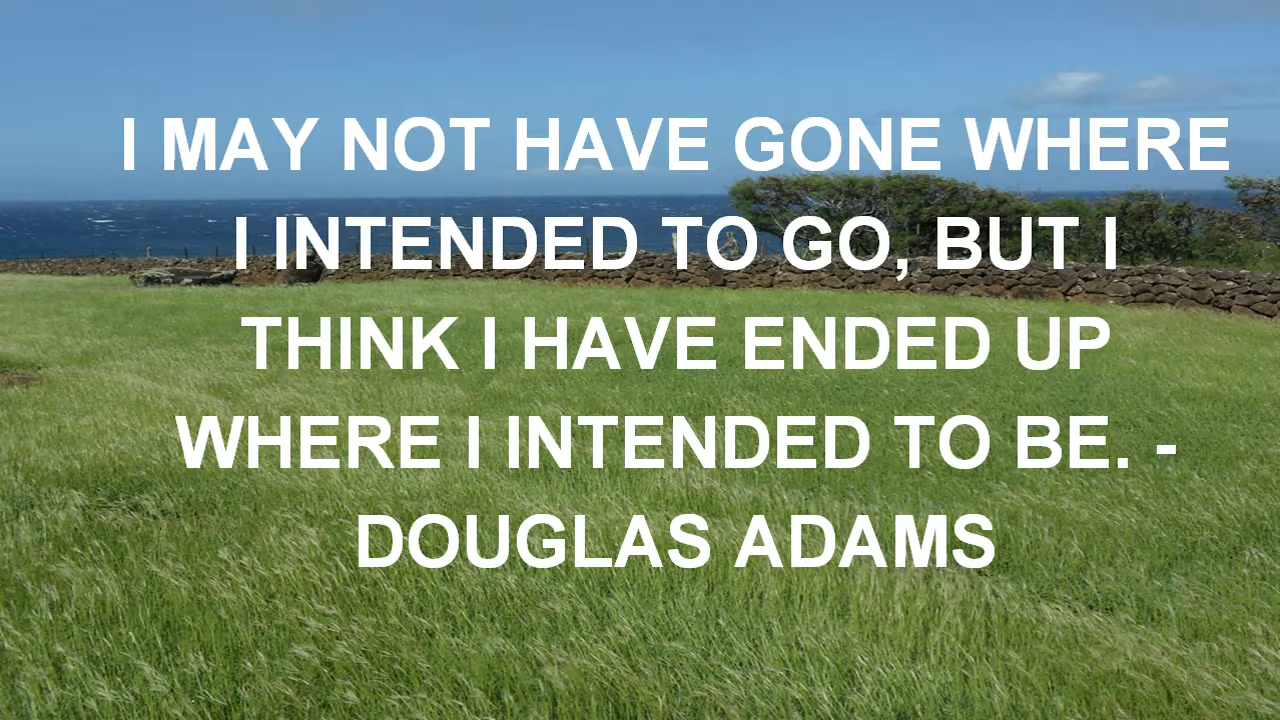 I MAY NOT HAVE GONE WHERE
I INTENDED TO GO, BUT I
THINK I HAVE ENDED UP
WHERE I INTENDED TO BE. -
DOUGLAS ADAMS